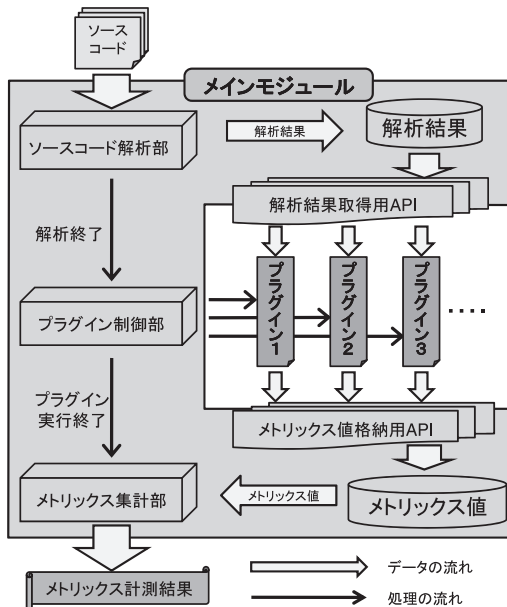 ソース
コード
メインモジュール
ソースコード解析部
解析結果
解析結果
解析結果取得用API
解析終了
プラグイン制御部
プラグイン1
プラグイン2
プラグイン3
‥‥
プラグイン
実行終了
メトリックス値格納用API
メトリックス集計部
メトリックス値
メトリックス値
メトリックス計測結果
データの流れ
処理の流れ